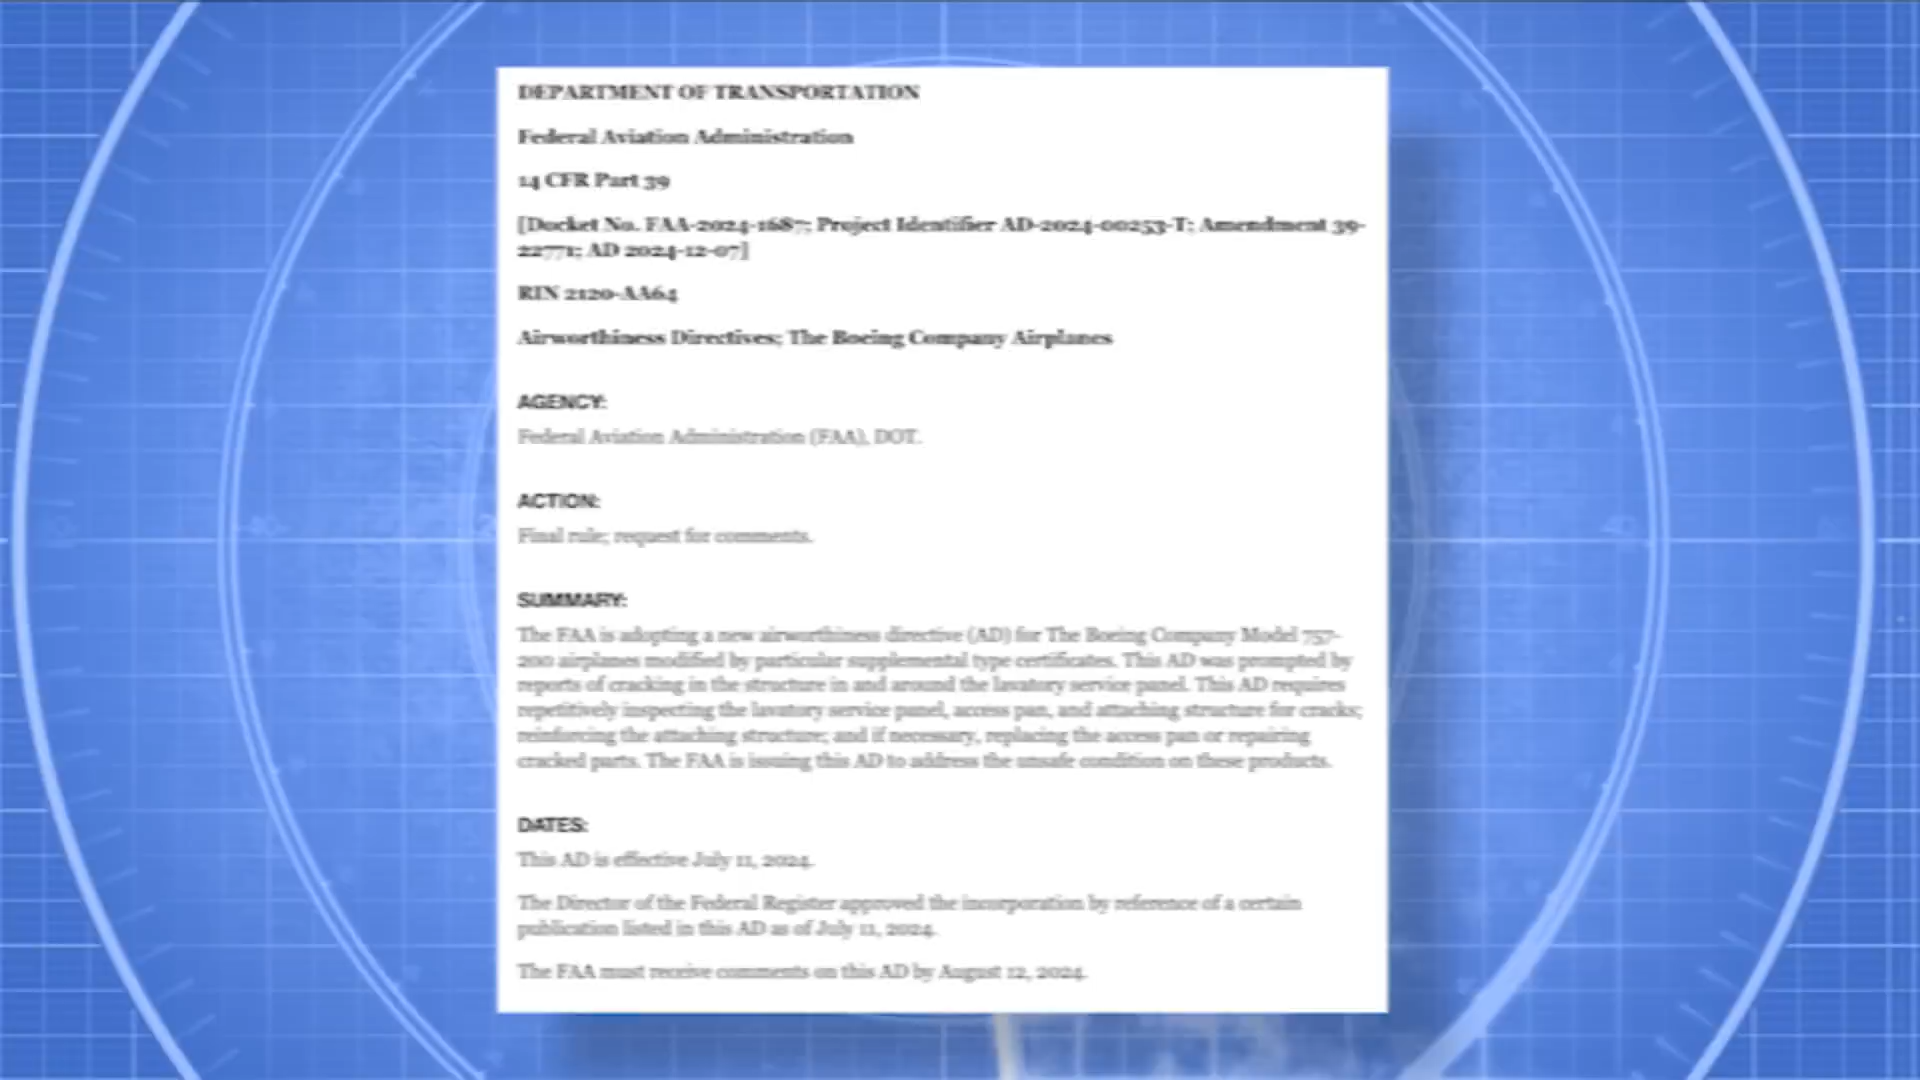 DEPARTMENT OF TRANSPORTATION
Federal Aviation Administration
14 CFR Part 39
[Docket No. FAA-2024-1687; Project Identifier AD-2024-00253-T; Amendment 39-
22771; AD 2024-12-07]
RIN 2120-AA64
Airworthiness Directives; The Boeing Company Airplanes
AGENCY:
Federal Aviation Administration (FAA), DOT.
ACTION:
Final rule; request for comments.
SUMMARY:
The FAA is adopting a new airworthiness directive (AD) for The Boeing Company Model 757-
200 airplanes modified by particular supplemental type certificates. This AD was prompted by
reports of cracking in the structure in and around the lavatory service panel. This AD requires
repetitively inspecting the lavatory service panel, access pan, and attaching structure for cracks;
reinforcing the attaching structure; and if necessary, replacing the access pan or repairing
cracked parts. The FAA is issuing this AD to address the unsafe condition on these products.
DATES:
This AD is effective July 11, 2024.
The Director of the Federal Register approved the incorporation by reference of a certain
publication listed in this AD as of July 11, 2024.
The FAA must receive comments on this AD by August 12, 2024.